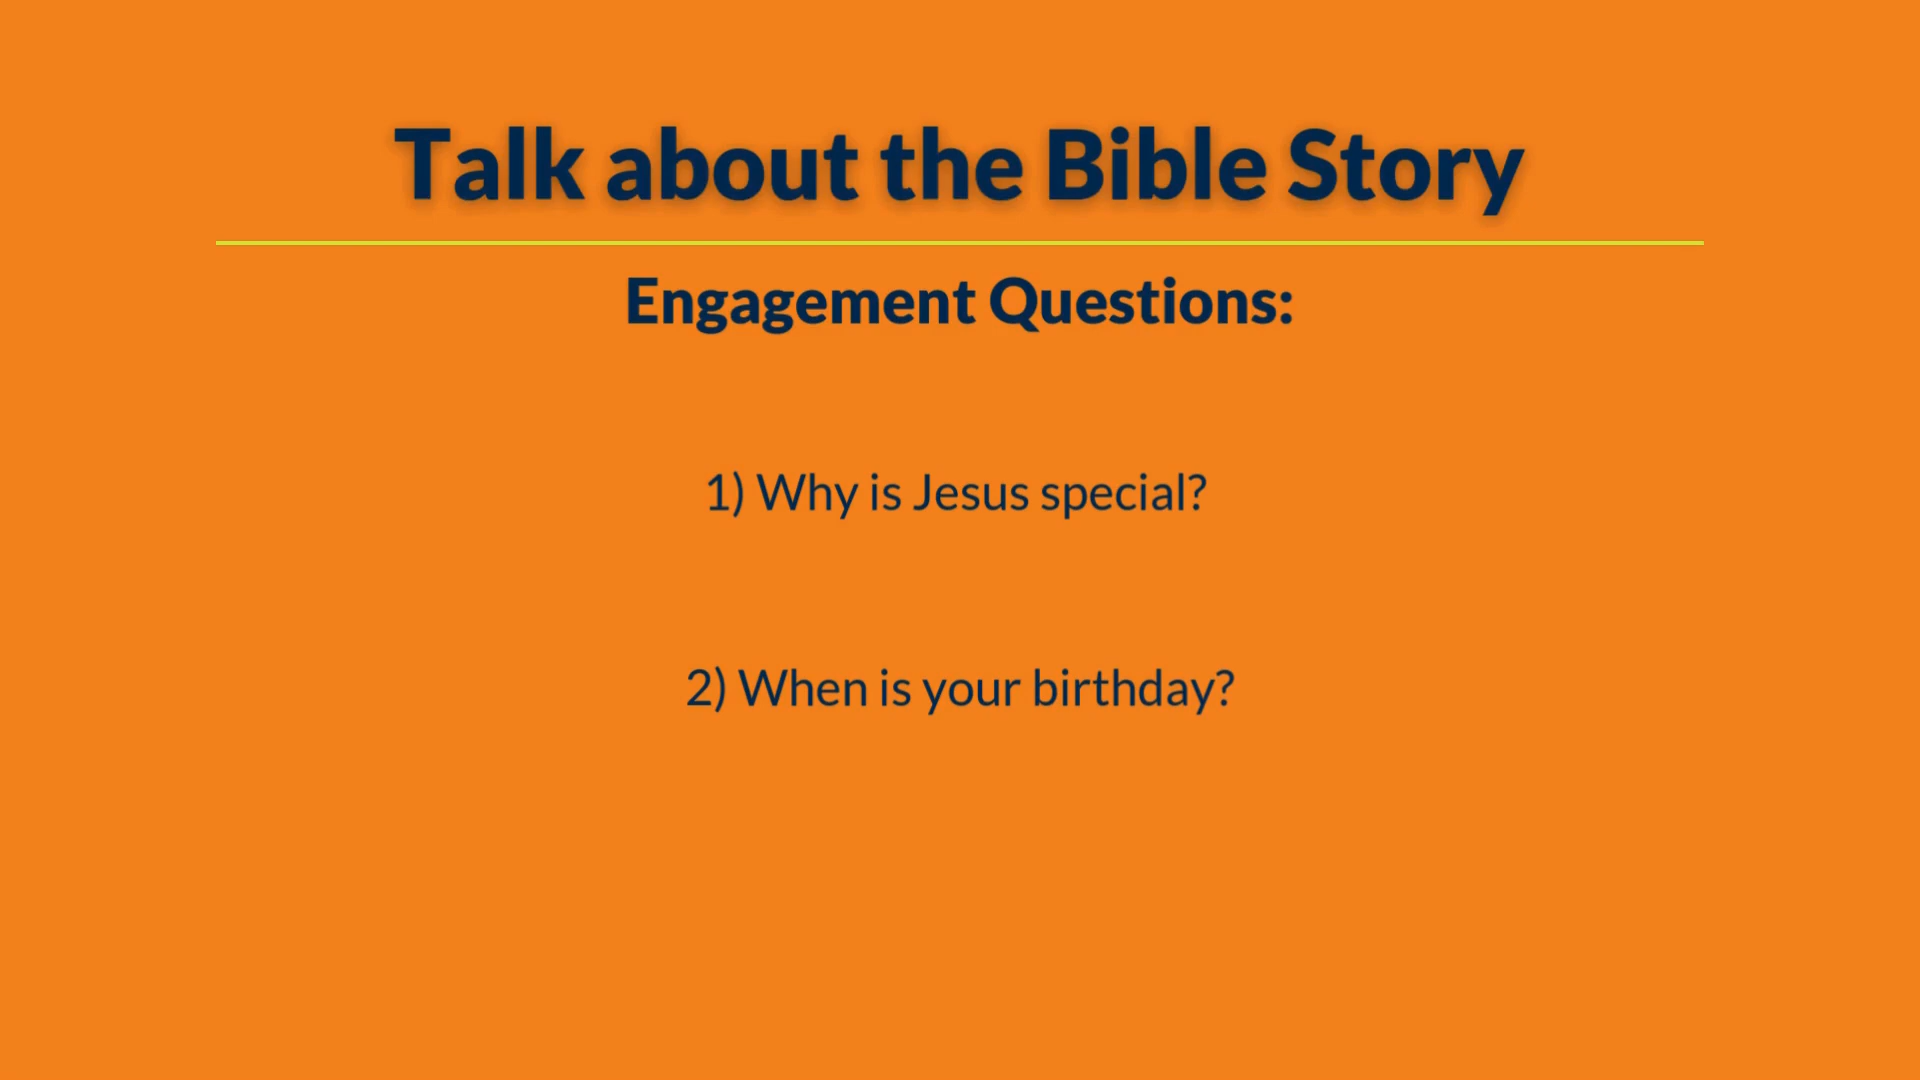 Talk about the Bible Story
Engagement Questions:
1) Why is Jesus special?
2) When is your birthday?